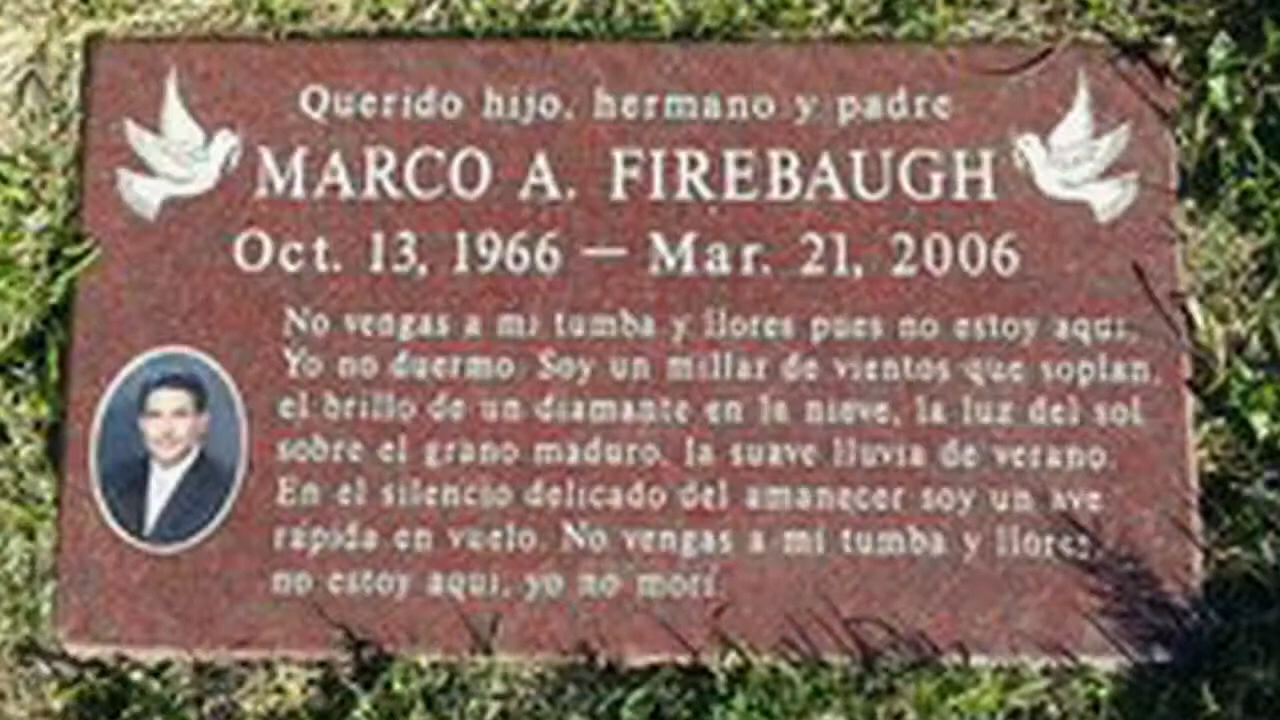 Querido hijo, hermano y padre
MARCO A. FIREBAUGH
Oct. 13, 1966 — Mar. 21, 2006
No vengas a mi tumba y llores pues no estoy aqui,
Yo no duermo. Soy un millar de vientos que soplan,
el brillo de un diamante en la nieve, la luz del sol
sobre el grano maduro, la suave lluvia de verano.
En el silencio delicado del amanecer soy un ave
rápida en vuelo. No vengas a mi tumba y llores,
no estoy aqui, yo no morí.